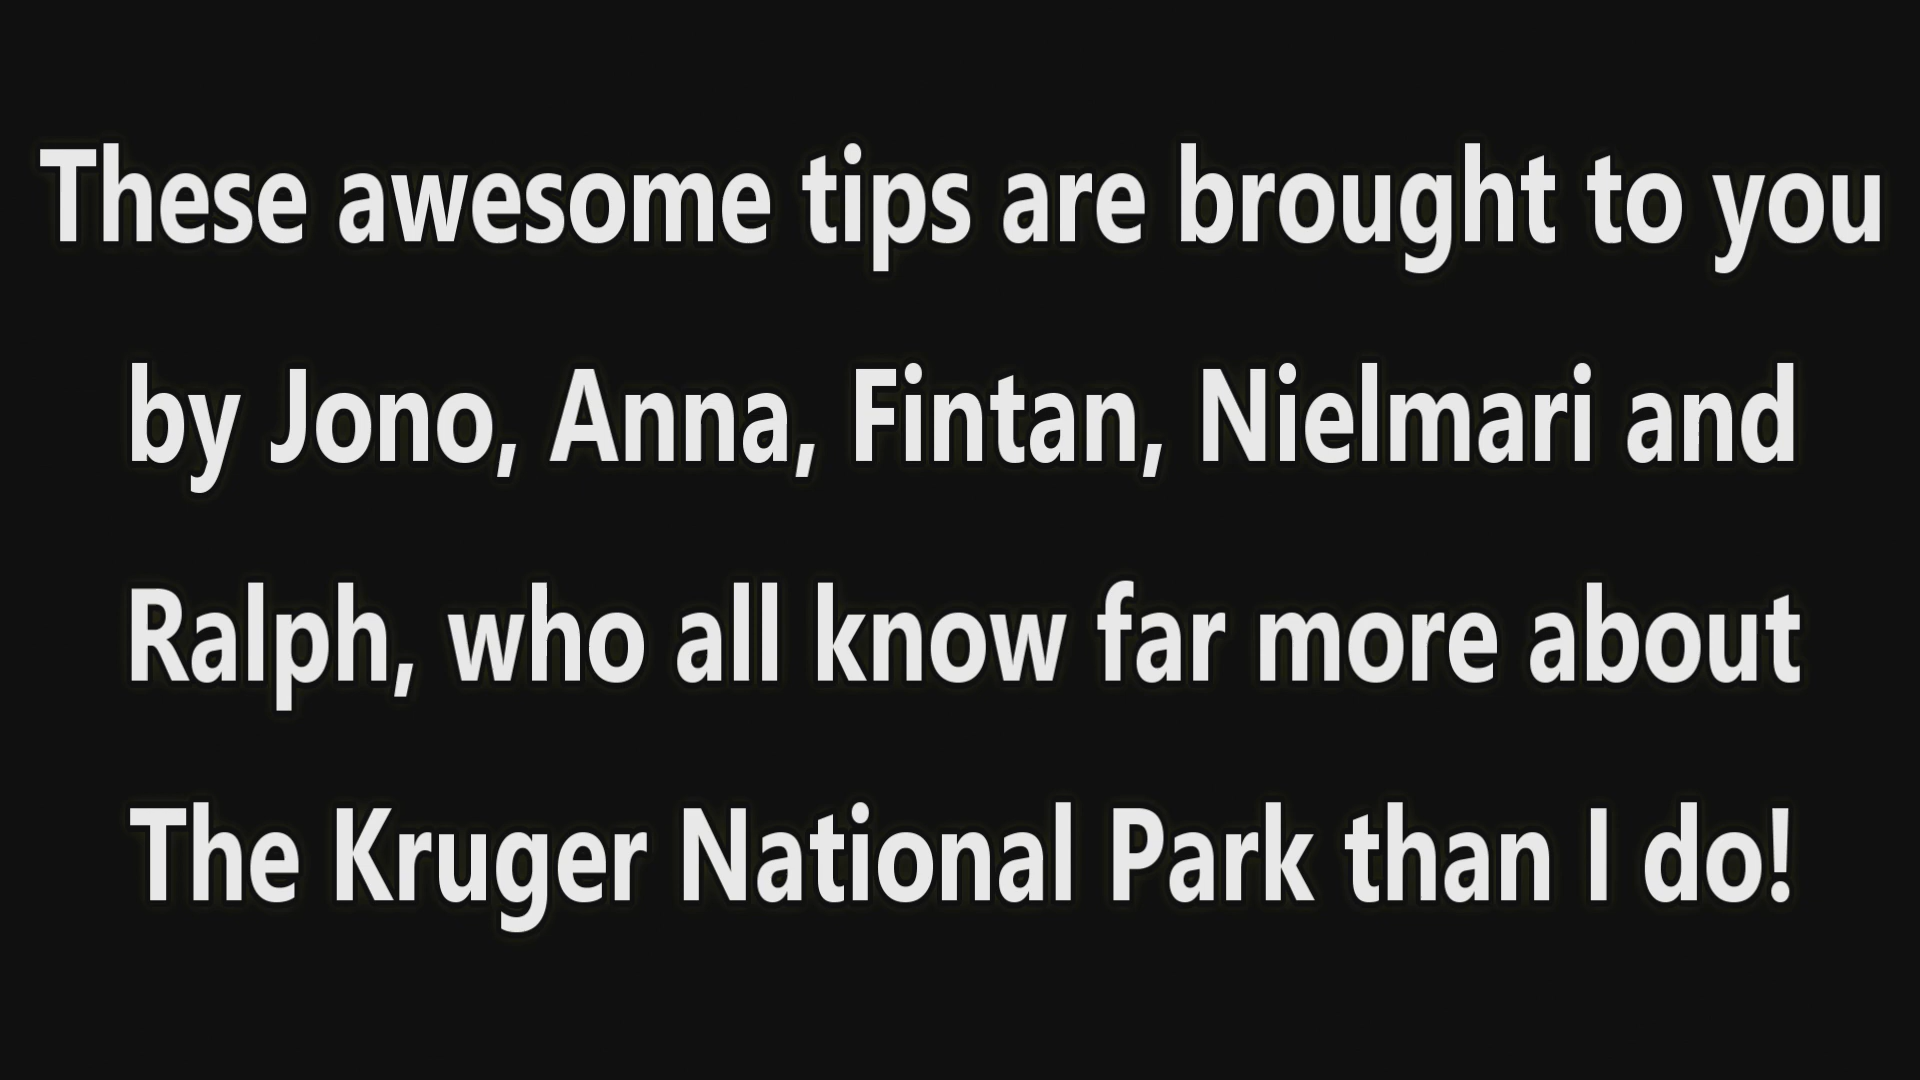 These awesome tips are brought to you
by Jono, Anna, Fintan, Nielmari and
Ralph, who all know far more about
The Kruger National Park than I do!